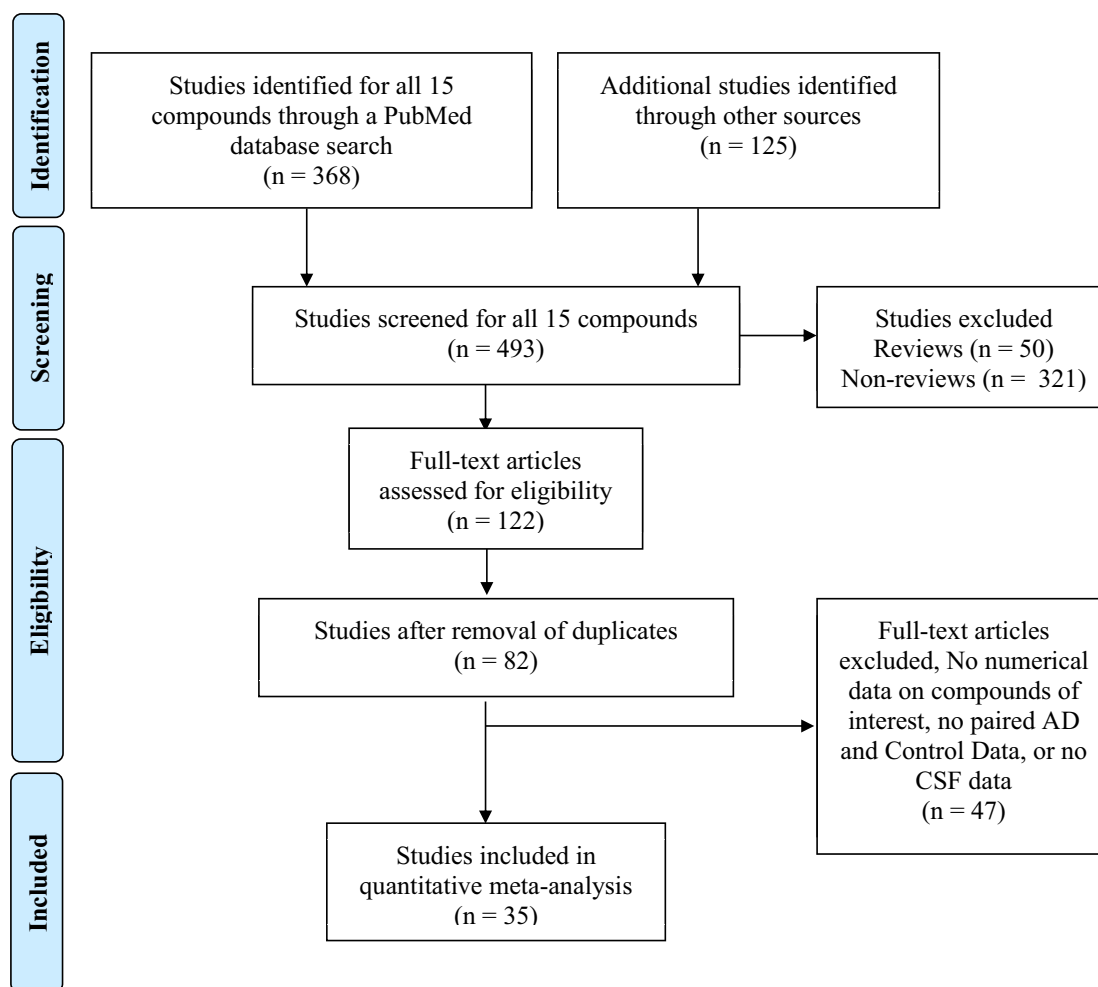 Identification
Studies identified for all 15
compounds through a PubMed
database search
(n = 368)
Additional studies identified
through other sources
(n = 125)
Screening
Studies screened for all 15 compounds
(n = 493)
Studies excluded
Reviews (n = 50)
Non-reviews (n = 321)
Eligibility
Full-text articles
assessed for eligibility
(n = 122)
Studies after removal of duplicates
(n = 82)
Full-text articles
excluded, No numerical
data on compounds of
interest, no paired AD
and Control Data, or no
CSF data
(n = 47)
Included
Studies included in
quantitative meta-analysis
(n = 35)